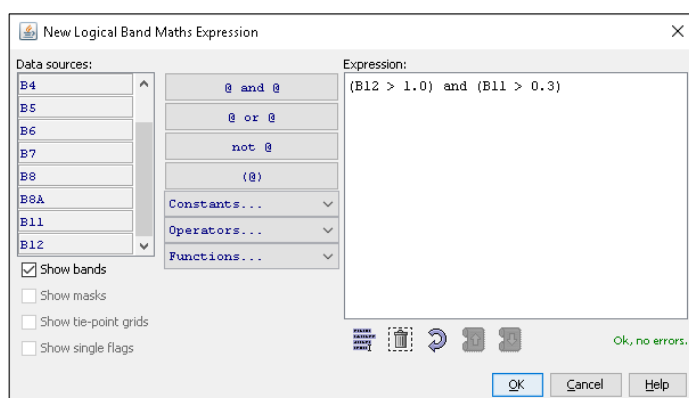 New Logical Band Maths Expression
Data sources:
B4
B5
B6
B7
B8
B8A
B11
B12
Show bands
Show masks
Show tie-point grids
Show single flags
@ and @
@ or @
not @
(@)
Constants...
Operators...
Functions...
Expression:
(B12 > 1.0) and (B11 > 0.3)
Ok, no errors.
OK
Cancel
Help